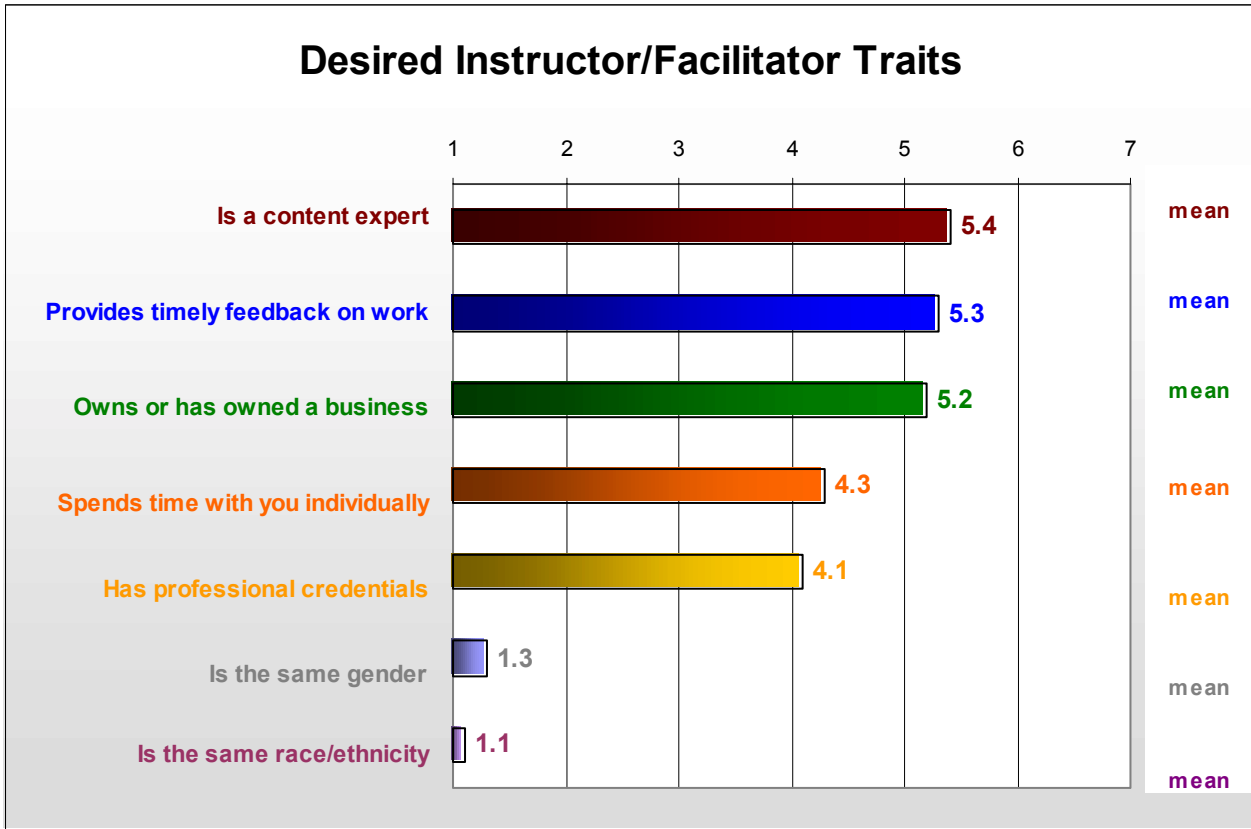 Desired Instructor/Facilitator Traits
1 2 3 4 5 6 7
Is a content expert 5.4 mean
Provides timely feedback on work 5.3 mean
Owns or has owned a business 5.2 mean
Spends time with you individually 4.3 mean
Has professional credentials 4.1 mean
Is the same gender 1.3 mean
Is the same race/ethnicity 1.1 mean